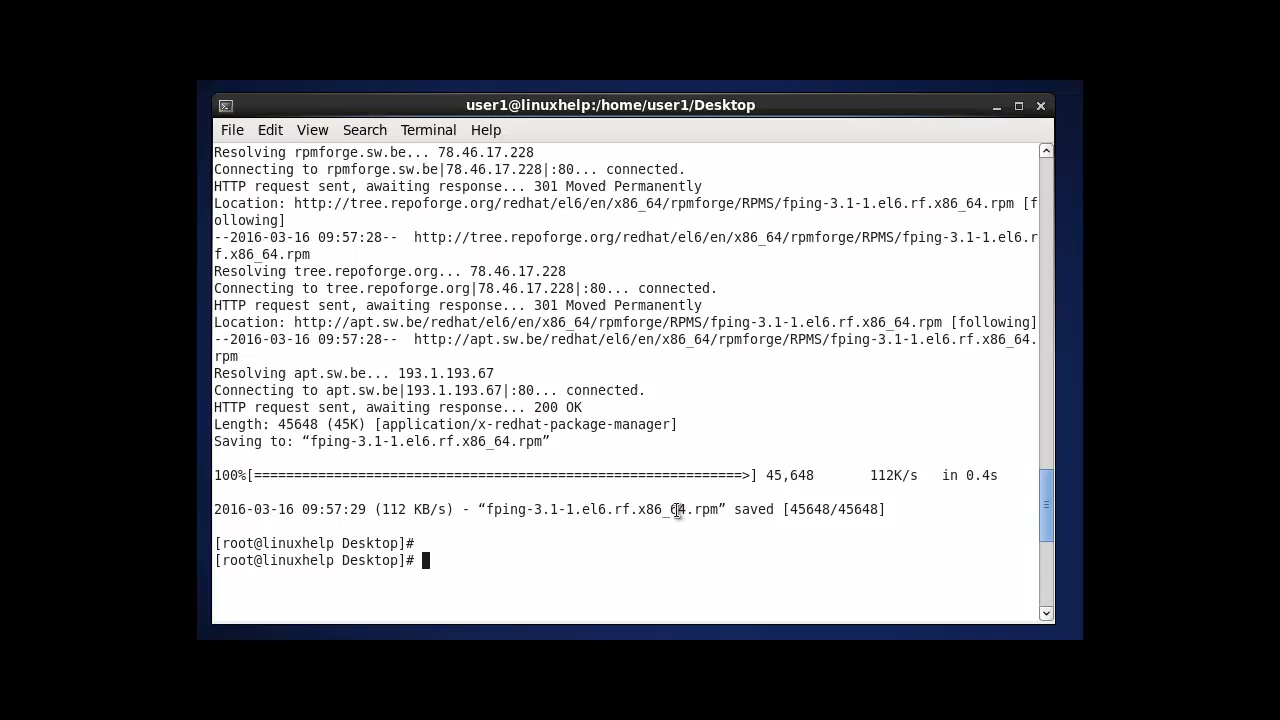 user1@linuxhelp:/home/user1/Desktop
File Edit View Search Terminal Help
Resolving rpmforge.sw.be... 78.46.17.228
Connecting to rpmforge.sw.be|78.46.17.228|:80... connected.
HTTP request sent, awaiting response... 301 Moved Permanently
Location: http://tree.repoforge.org/redhat/el6/en/x86_64/rpmforge/RPMS/fping-3.1-1.el6.rf.x86_64.rpm [f
ollowing]
--2016-03-16 09:57:28--  http://tree.repoforge.org/redhat/el6/en/x86_64/rpmforge/RPMS/fping-3.1-1.el6.r
f.x86_64.rpm
Resolving tree.repoforge.org... 78.46.17.228
Connecting to tree.repoforge.org|78.46.17.228|:80... connected.
HTTP request sent, awaiting response... 301 Moved Permanently
Location: http://apt.sw.be/redhat/el6/en/x86_64/rpmforge/RPMS/fping-3.1-1.el6.rf.x86_64.rpm [following]
--2016-03-16 09:57:28--  http://apt.sw.be/redhat/el6/en/x86_64/rpmforge/RPMS/fping-3.1-1.el6.rf.x86_64.
rpm
Resolving apt.sw.be... 193.1.193.67
Connecting to apt.sw.be|193.1.193.67|:80... connected.
HTTP request sent, awaiting response... 200 OK
Length: 45648 (45K) [application/x-redhat-package-manager]
Saving to: “fping-3.1-1.el6.rf.x86_64.rpm”
100%[=============================================================>] 45,648       112K/s   in 0.4s
2016-03-16 09:57:29 (112 KB/s) - “fping-3.1-1.el6.rf.x86_64.rpm” saved [45648/45648]
[root@linuxhelp Desktop]#
[root@linuxhelp Desktop]#